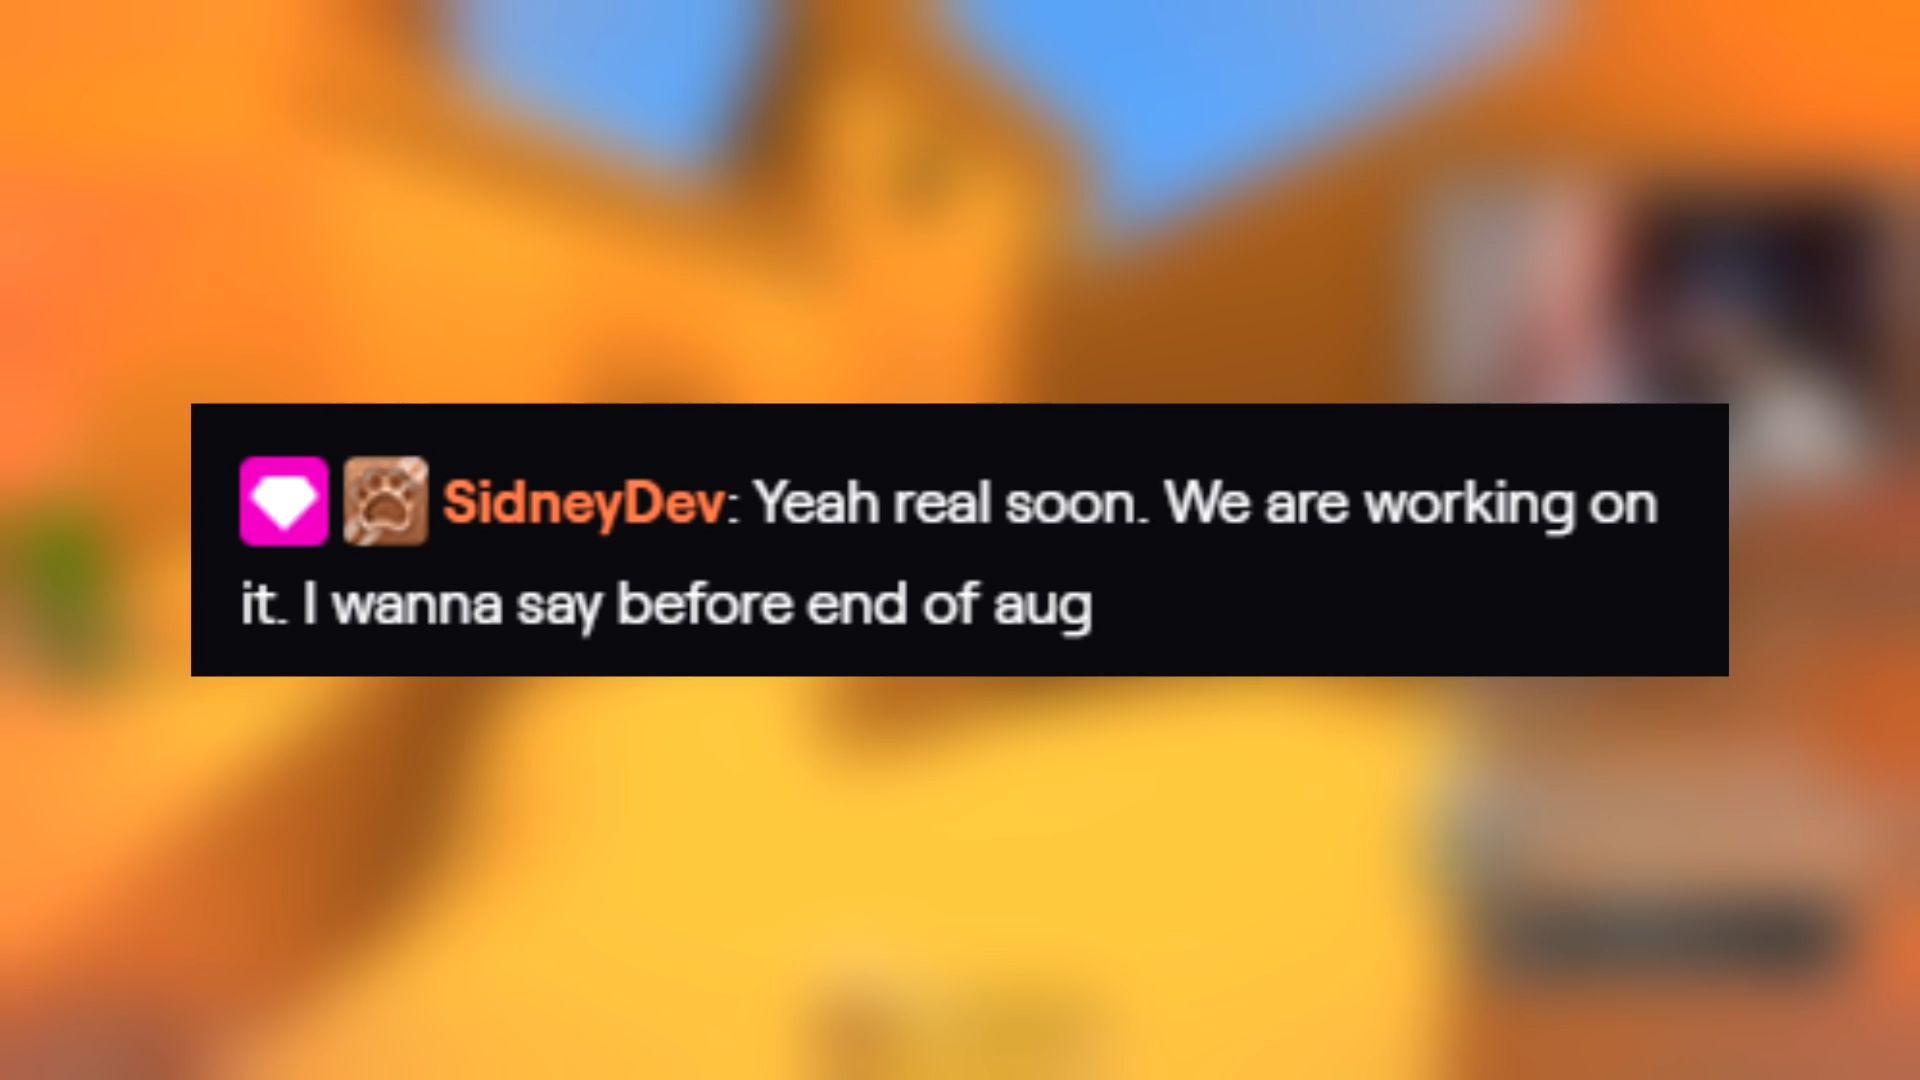 SidneyDev: Yeah real soon. We are working on
it. I wanna say before end of aug